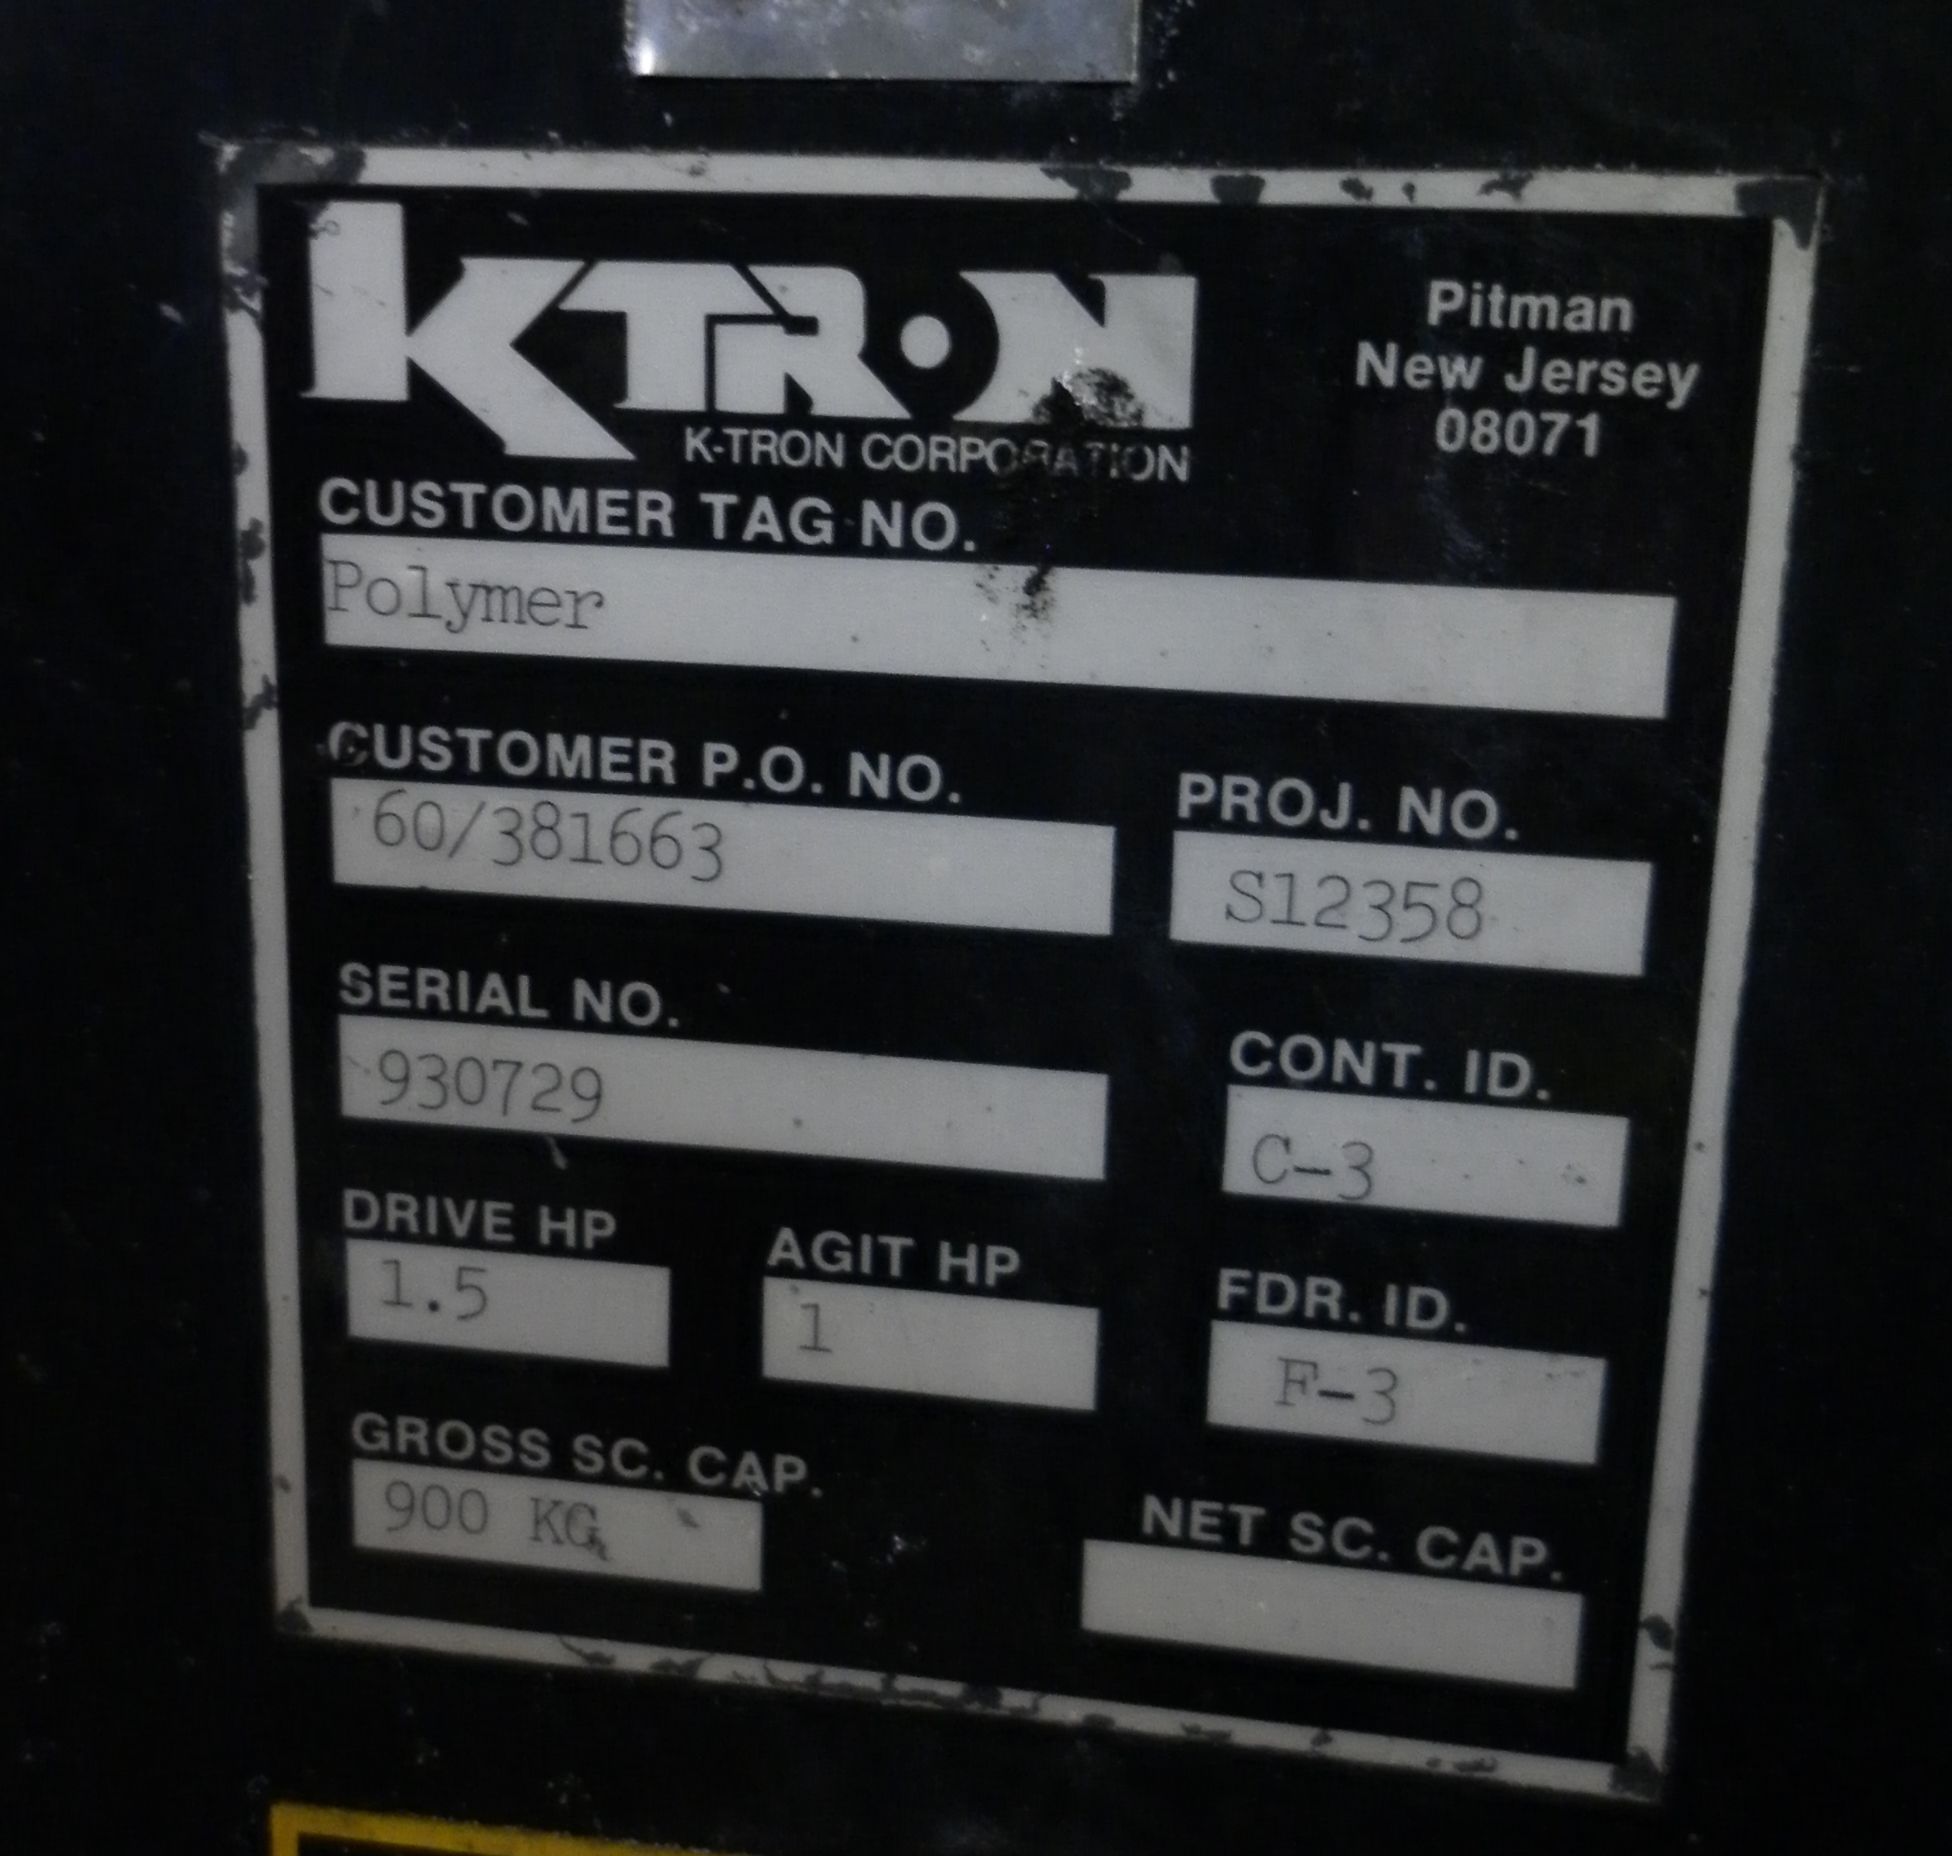 K-TRON
Pitman
New Jersey
08071
K-TRON CORPORATION
CUSTOMER TAG NO.
Polymer
CUSTOMER P.O. NO.
60/381663
PROJ. NO.
S12358
SERIAL NO.
930729
CONT. ID.
C-3
DRIVE HP
1.5
AGIT HP
1
FDR. ID.
F-3
GROSS SC. CAP.
900 KG
NET SC. CAP.